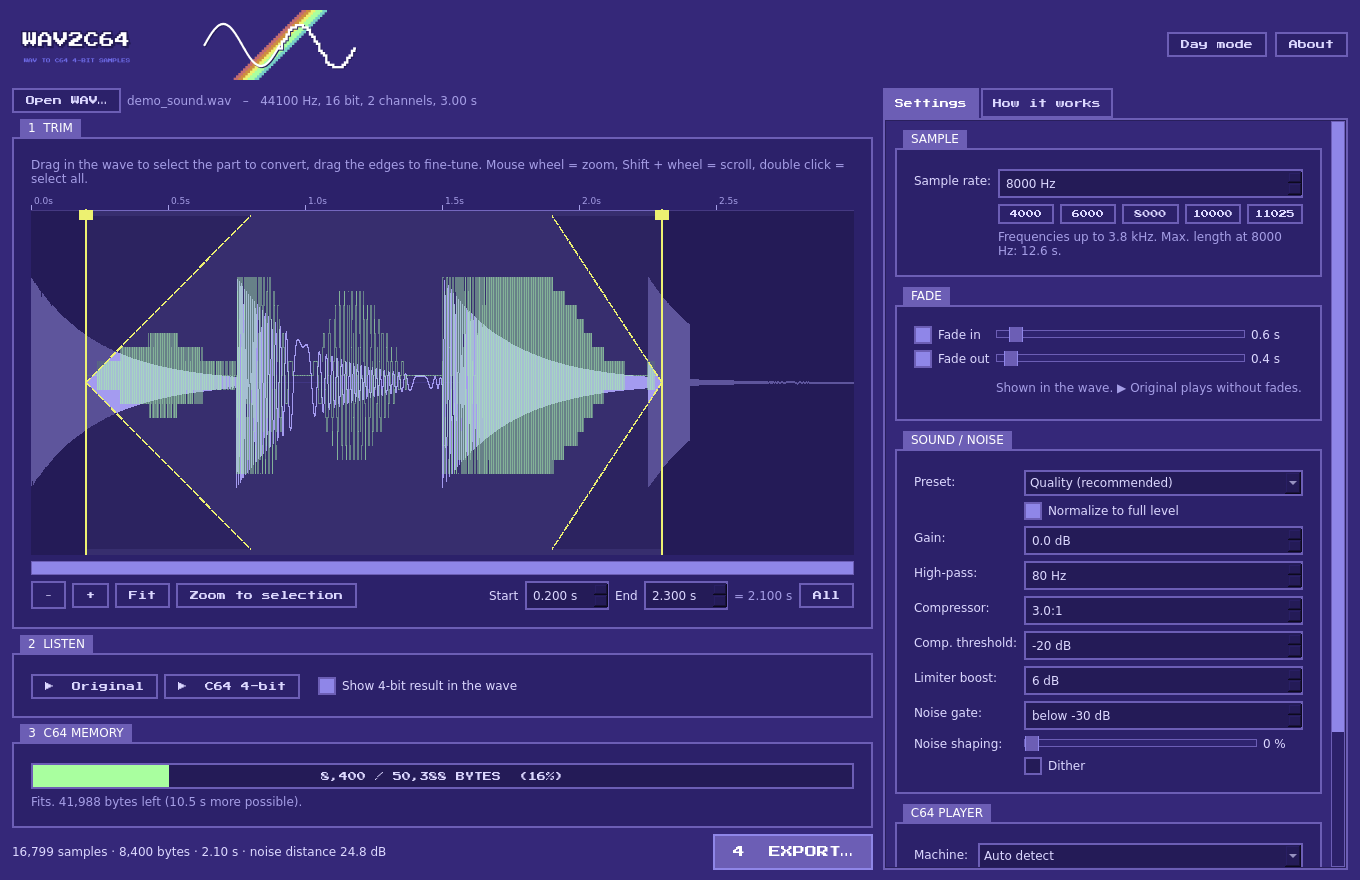 WAV2C64
WAV TO C64 4-BIT SAMPLES
Day mode
About
Open WAV…
demo_sound.wav – 44100 Hz, 16 bit, 2 channels, 3.00 s
1 TRIM
Drag in the wave to select the part to convert, drag the edges to fine-tune. Mouse wheel = zoom, Shift + wheel = scroll, double click =
select all.
0.0s 0.5s 1.0s 1.5s 2.0s 2.5s
- + Fit Zoom to selection Start 0.200 s End 2.300 s = 2.100 s All
2 LISTEN
▶ Original ▶ C64 4-bit Show 4-bit result in the wave
3 C64 MEMORY
8,400 / 50,388 BYTES (16%)
Fits. 41,988 bytes left (10.5 s more possible).
16,799 samples · 8,400 bytes · 2.10 s · noise distance 24.8 dB
4 EXPORT…
Settings How it works
SAMPLE
Sample rate: 8000 Hz
4000 6000 8000 10000 11025
Frequencies up to 3.8 kHz. Max. length at 8000
Hz: 12.6 s.
FADE
Fade in 0.6 s
Fade out 0.4 s
Shown in the wave. ▶ Original plays without fades.
SOUND / NOISE
Preset: Quality (recommended)
Normalize to full level
Gain: 0.0 dB
High-pass: 80 Hz
Compressor: 3.0:1
Comp. threshold: -20 dB
Limiter boost: 6 dB
Noise gate: below -30 dB
Noise shaping: 0 %
Dither
C64 PLAYER
Machine: Auto detect